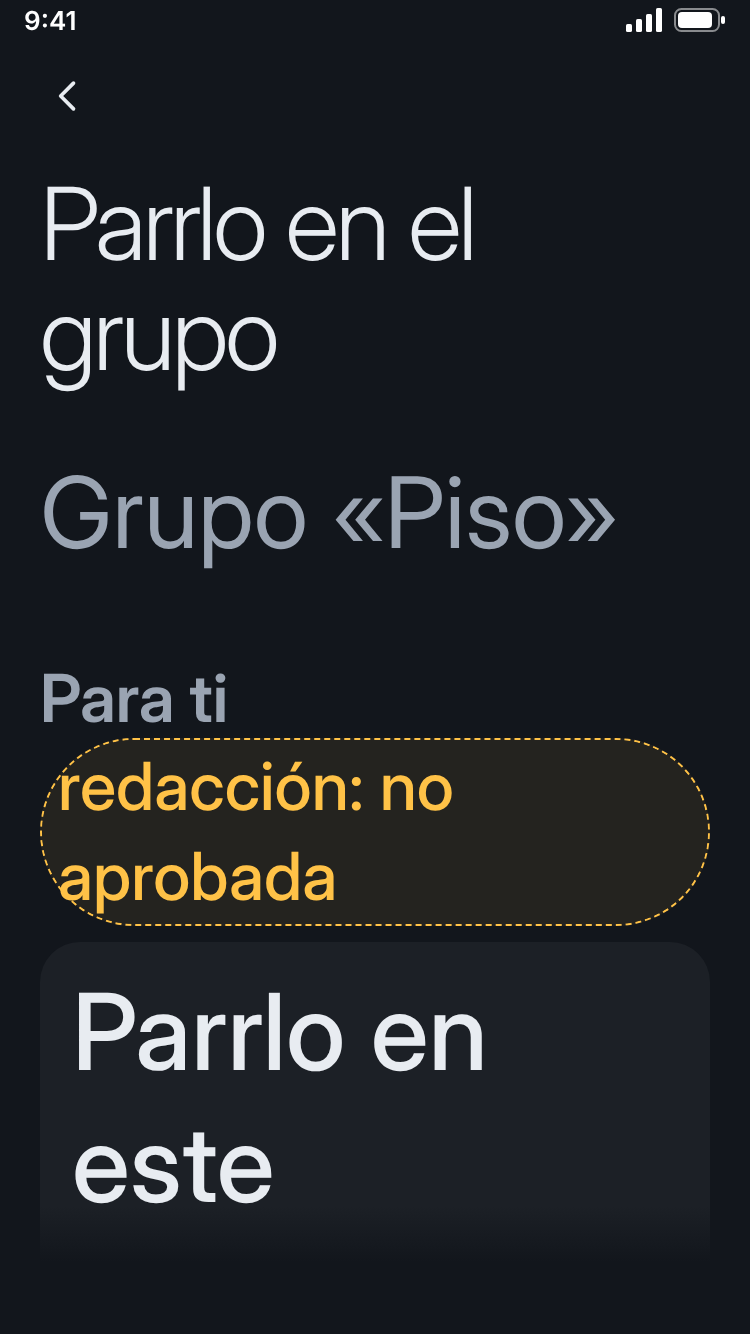 9:41
Parrlo en el
grupo
Grupo «Piso»
Para ti
redacción: no
aprobada
Parrlo en
este